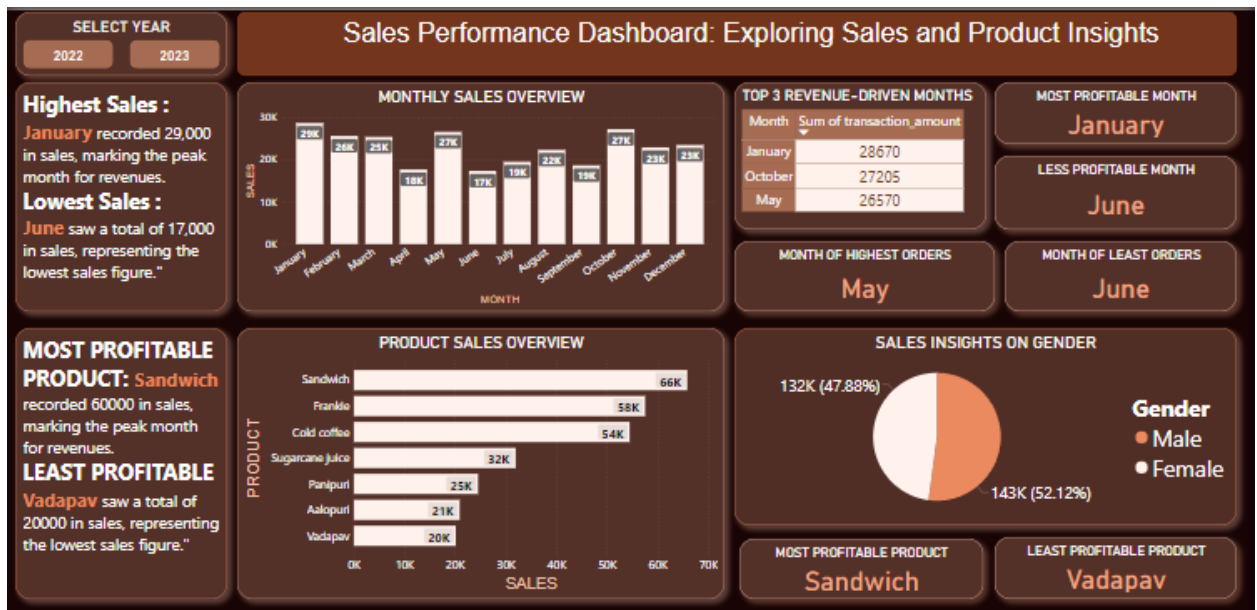 SELECT YEAR
2022
2023
Sales Performance Dashboard: Exploring Sales and Product Insights
Highest Sales :
January recorded 29,000
in sales, marking the peak
month for revenues.
Lowest Sales :
June saw a total of 17,000
in sales, representing the
lowest sales figure."
MONTHLY SALES OVERVIEW
SALES
30K
20K
10K
0K
29K
26K
25K
18K
27K
17K
19K
22K
19K
27K
23K
23K
January
February
March
April
May
June
July
August
September
October
November
December
MONTH
TOP 3 REVENUE-DRIVEN MONTHS
Month Sum of transaction_amount
January 28670
October 27205
May 26570
MOST PROFITABLE MONTH
January
LESS PROFITABLE MONTH
June
MONTH OF HIGHEST ORDERS
May
MONTH OF LEAST ORDERS
June
MOST PROFITABLE
PRODUCT: Sandwich
recorded 60000 in sales,
marking the peak month
for revenues.
LEAST PROFITABLE
Vadapav saw a total of
20000 in sales, representing
the lowest sales figure."
PRODUCT SALES OVERVIEW
PRODUCT
Sandwich 66K
Frankie 58K
Cold coffee 54K
Sugarcane juice 32K
Panipuri 25K
Aalopuri 21K
Vadapav 20K
0K 10K 20K 30K 40K 50K 60K 70K
SALES
SALES INSIGHTS ON GENDER
132K (47.88%)
143K (52.12%)
Gender
Male
Female
MOST PROFITABLE PRODUCT
Sandwich
LEAST PROFITABLE PRODUCT
Vadapav